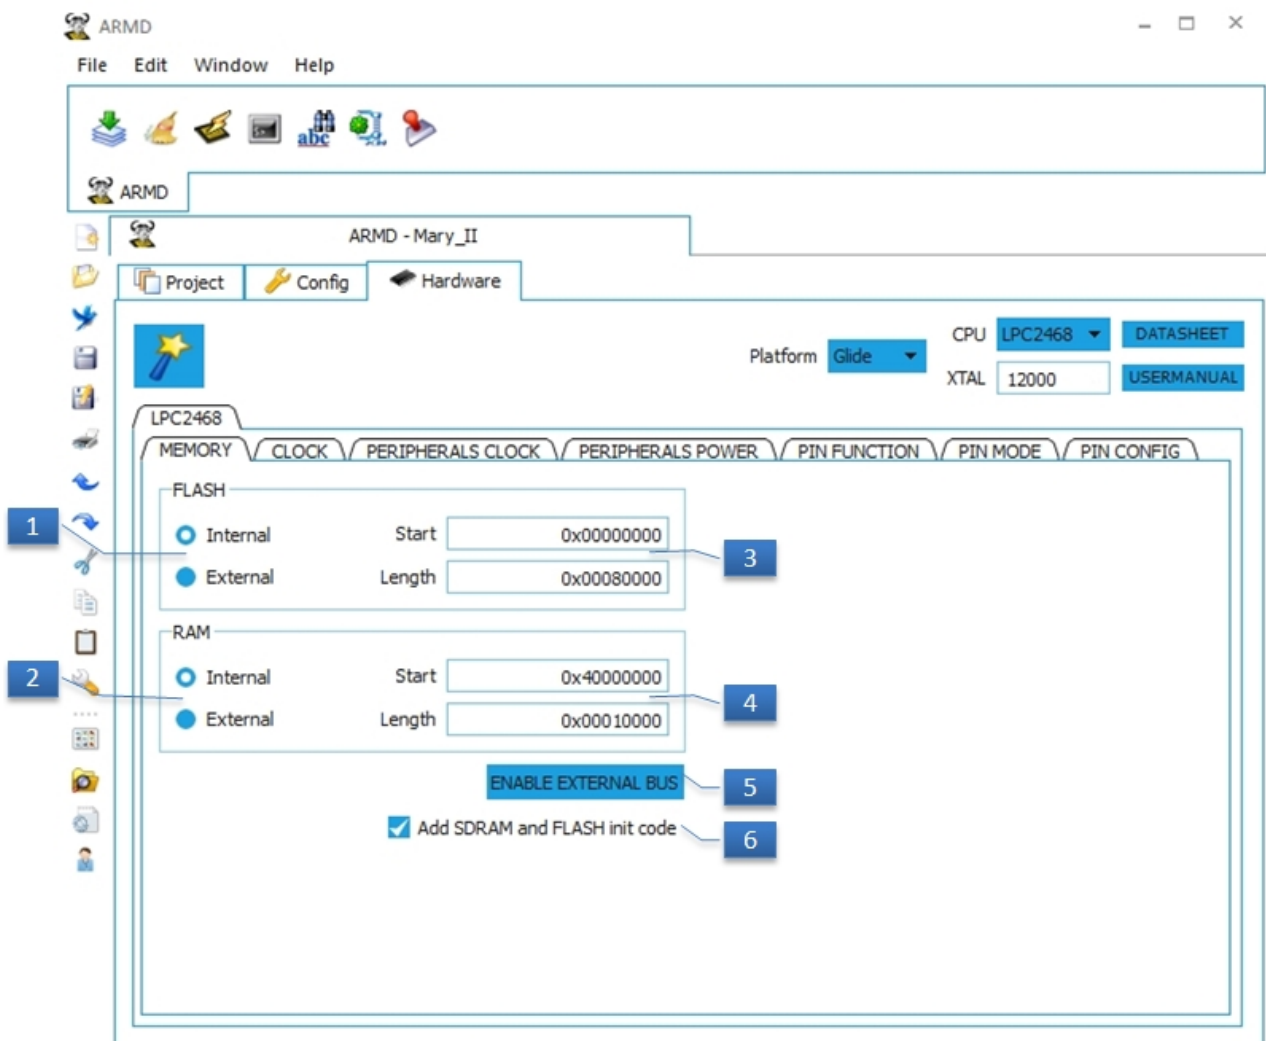 ARMD
File Edit Window Help
abc
ARMD
ARMD - Mary_II
Project Config Hardware
Platform Glide CPU LPC2468 DATASHEET
XTAL 12000 USERMANUAL
LPC2468
MEMORY CLOCK PERIPHERALS CLOCK PERIPHERALS POWER PIN FUNCTION PIN MODE PIN CONFIG
FLASH
1 Internal Start 0x00000000 3
External Length 0x00080000
RAM
2 Internal Start 0x40000000 4
External Length 0x00010000
ENABLE EXTERNAL BUS 5
Add SDRAM and FLASH init code 6